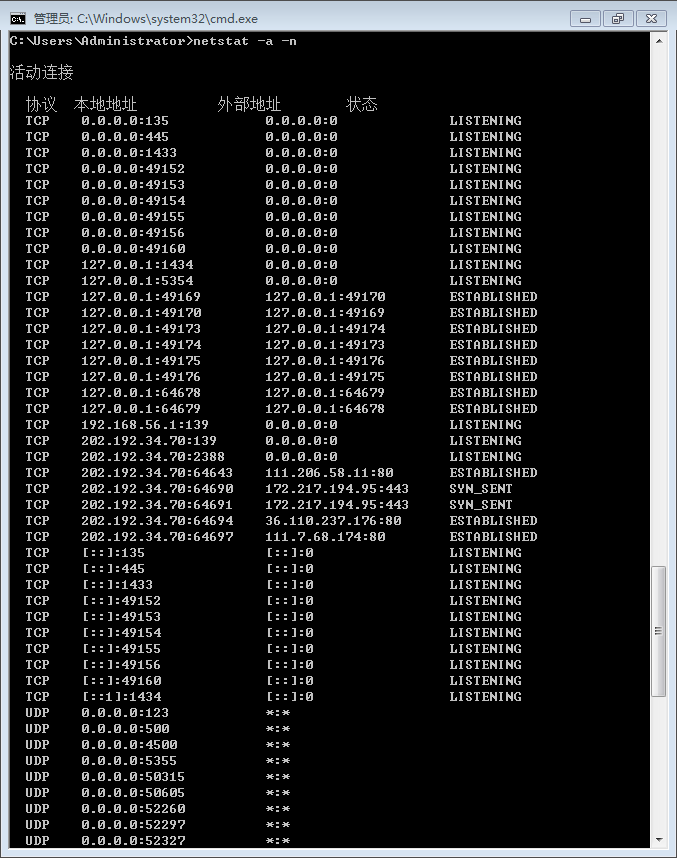 管理员: C:\Windows\system32\cmd.exe
C:\Users\Administrator>netstat -a -n
活动连接
协议 本地地址 外部地址 状态
TCP 0.0.0.0:135 0.0.0.0:0 LISTENING
TCP 0.0.0.0:445 0.0.0.0:0 LISTENING
TCP 0.0.0.0:1433 0.0.0.0:0 LISTENING
TCP 0.0.0.0:49152 0.0.0.0:0 LISTENING
TCP 0.0.0.0:49153 0.0.0.0:0 LISTENING
TCP 0.0.0.0:49154 0.0.0.0:0 LISTENING
TCP 0.0.0.0:49155 0.0.0.0:0 LISTENING
TCP 0.0.0.0:49156 0.0.0.0:0 LISTENING
TCP 0.0.0.0:49160 0.0.0.0:0 LISTENING
TCP 127.0.0.1:1434 0.0.0.0:0 LISTENING
TCP 127.0.0.1:5354 0.0.0.0:0 LISTENING
TCP 127.0.0.1:49169 127.0.0.1:49170 ESTABLISHED
TCP 127.0.0.1:49170 127.0.0.1:49169 ESTABLISHED
TCP 127.0.0.1:49173 127.0.0.1:49174 ESTABLISHED
TCP 127.0.0.1:49174 127.0.0.1:49173 ESTABLISHED
TCP 127.0.0.1:49175 127.0.0.1:49176 ESTABLISHED
TCP 127.0.0.1:49176 127.0.0.1:49175 ESTABLISHED
TCP 127.0.0.1:64678 127.0.0.1:64679 ESTABLISHED
TCP 127.0.0.1:64679 127.0.0.1:64678 ESTABLISHED
TCP 192.168.56.1:139 0.0.0.0:0 LISTENING
TCP 202.192.34.70:139 0.0.0.0:0 LISTENING
TCP 202.192.34.70:2388 0.0.0.0:0 LISTENING
TCP 202.192.34.70:64643 111.206.58.11:80 ESTABLISHED
TCP 202.192.34.70:64690 172.217.194.95:443 SYN_SENT
TCP 202.192.34.70:64691 172.217.194.95:443 SYN_SENT
TCP 202.192.34.70:64694 36.110.237.176:80 ESTABLISHED
TCP 202.192.34.70:64697 111.7.68.174:80 ESTABLISHED
TCP [::]:135 [::]:0 LISTENING
TCP [::]:445 [::]:0 LISTENING
TCP [::]:1433 [::]:0 LISTENING
TCP [::]:49152 [::]:0 LISTENING
TCP [::]:49153 [::]:0 LISTENING
TCP [::]:49154 [::]:0 LISTENING
TCP [::]:49155 [::]:0 LISTENING
TCP [::]:49156 [::]:0 LISTENING
TCP [::]:49160 [::]:0 LISTENING
TCP [::1]:1434 [::]:0 LISTENING
UDP 0.0.0.0:123 *:*
UDP 0.0.0.0:500 *:*
UDP 0.0.0.0:4500 *:*
UDP 0.0.0.0:5355 *:*
UDP 0.0.0.0:50315 *:*
UDP 0.0.0.0:50605 *:*
UDP 0.0.0.0:52260 *:*
UDP 0.0.0.0:52297 *:*
UDP 0.0.0.0:52327 *:*